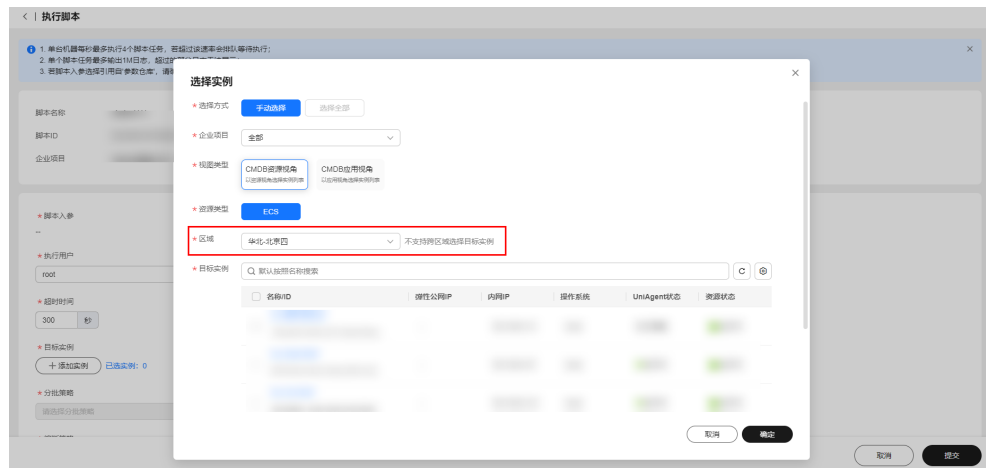 < | 执行脚本
1. 单台机器每秒最多执行4个脚本任务，若超过该速率会排队等待执行；
2. 单个脚本任务最多输出1M日志，超过的
3. 若脚本入参选择引用自'参数仓库'，请
脚本名称
脚本ID
企业项目
* 脚本入参
--
* 执行用户
root
* 超时时间
300 秒
* 目标实例
+ 添加实例 已选实例：0
* 分批策略
请选择分批策略
选择实例
* 选择方式 手动选择 选择全部
* 企业项目 全部
* 视图类型 CMDB资源视角 CMDB应用视角
以资源视角选择实例列表 以应用视角选择实例列表
* 资源类型 ECS
* 区域 华北-北京四 不支持跨区域选择目标实例
* 目标实例 默认按照名称搜索
名称/ID 弹性公网IP 内网IP 操作系统 UniAgent状态 资源状态
取消 确定
取消 提交